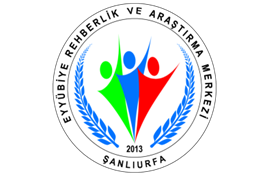 EYYÜBİYE REHBERLİK VE ARAŞTIRMA MERKEZİ
2013
ŞANLIURFA